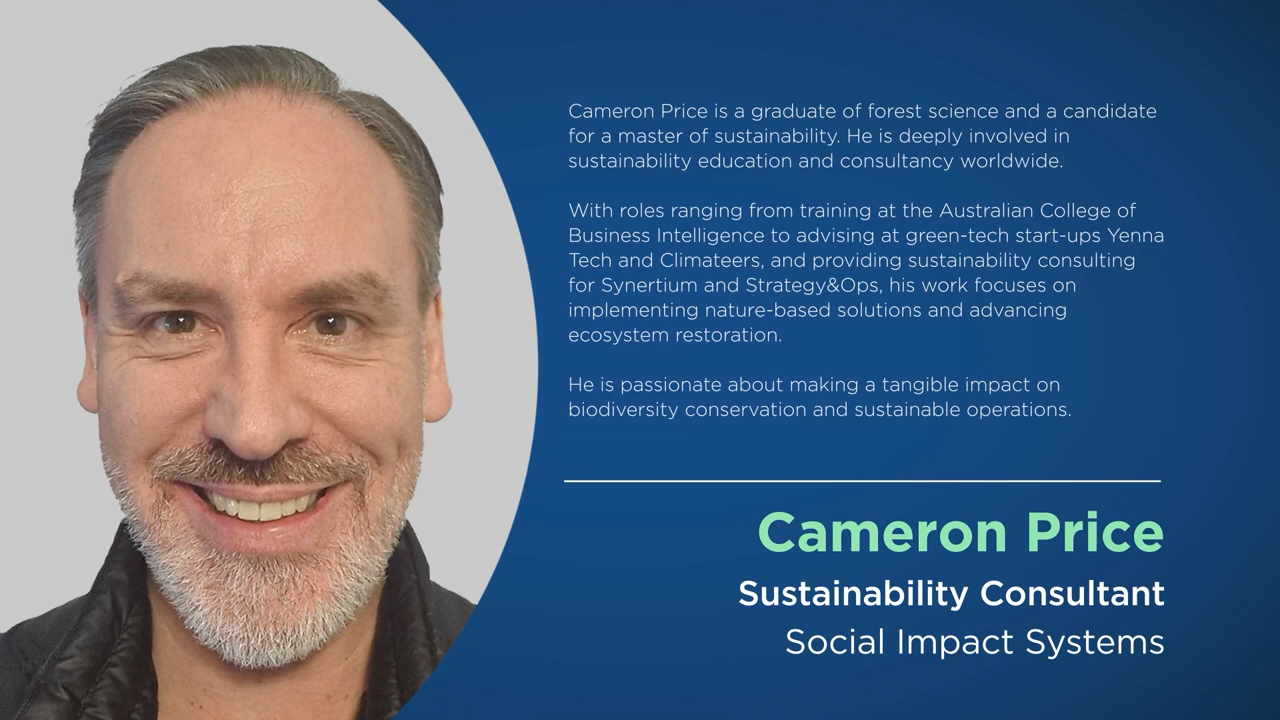 Cameron Price is a graduate of forest science and a candidate
for a master of sustainability. He is deeply involved in
sustainability education and consultancy worldwide.
With roles ranging from training at the Australian College of
Business Intelligence to advising at green-tech start-ups Yenna
Tech and Climateers, and providing sustainability consulting
for Synertium and Strategy&Ops, his work focuses on
implementing nature-based solutions and advancing
ecosystem restoration.
He is passionate about making a tangible impact on
biodiversity conservation and sustainable operations.
Cameron Price
Sustainability Consultant
Social Impact Systems